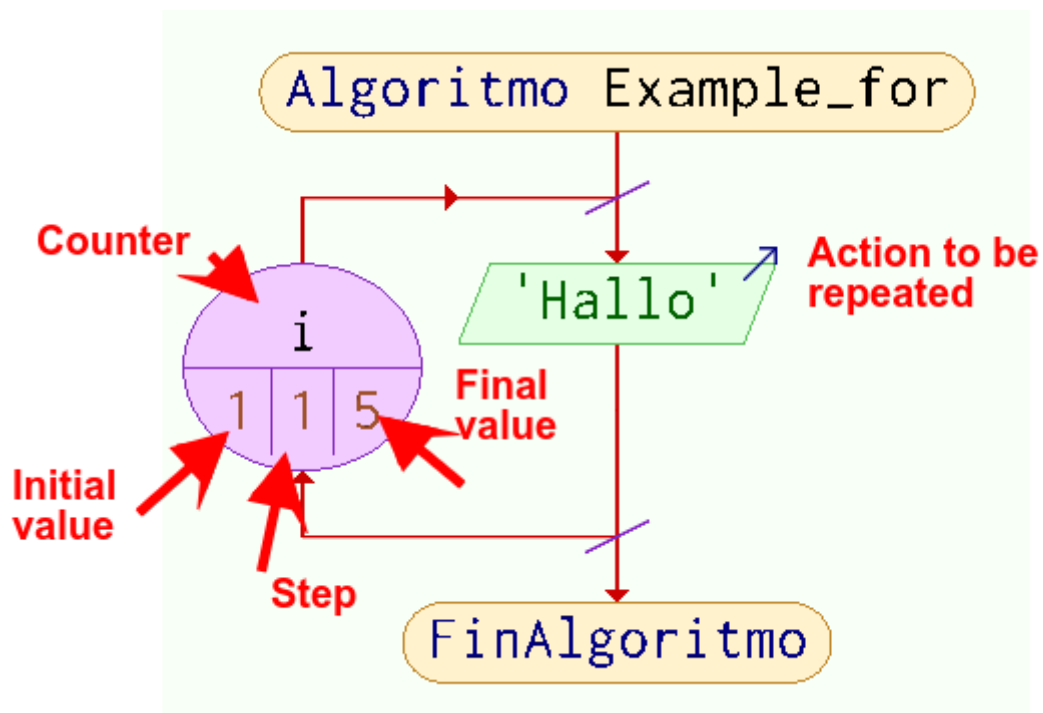 Algoritmo Example_for
Counter
'Hallo'
Action to be
repeated
i
1 1 5
Final
value
Initial
value
Step
FinAlgoritmo